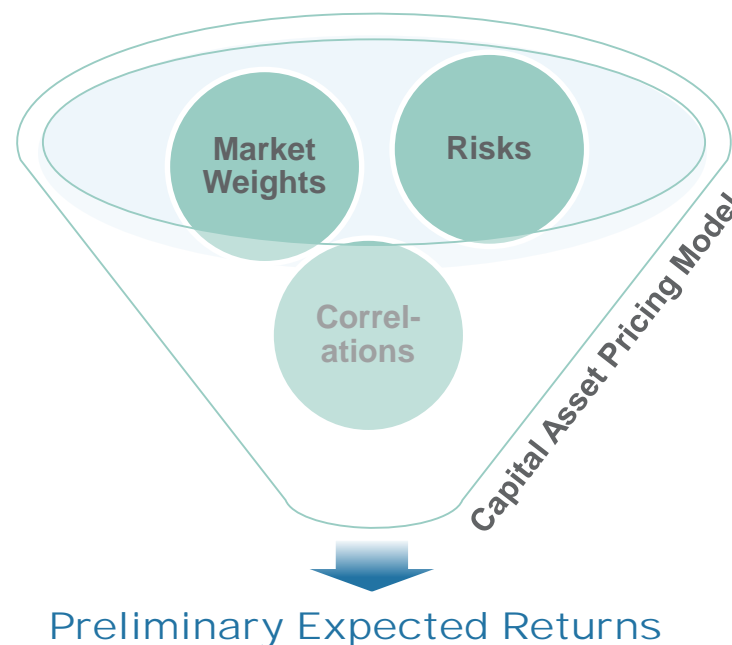 Market
Weights
Risks
Correl-
ations
Capital Asset Pricing Model
Preliminary Expected Returns